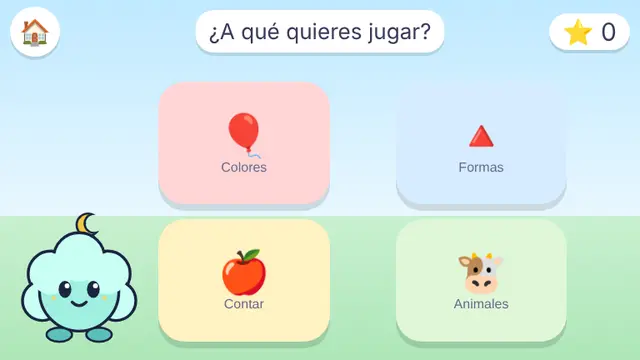 ¿A qué quieres jugar?
0
Colores
Formas
Contar
Animales